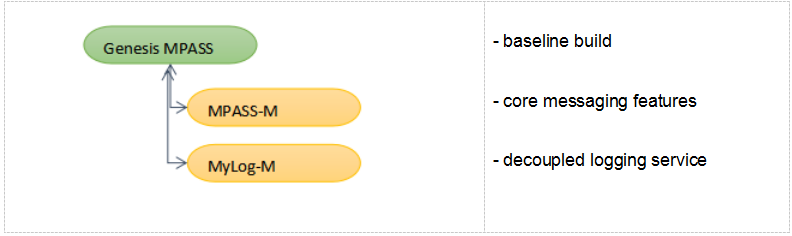 Genesis MPASS
- baseline build
MPASS-M
- core messaging features
MyLog-M
- decoupled logging service